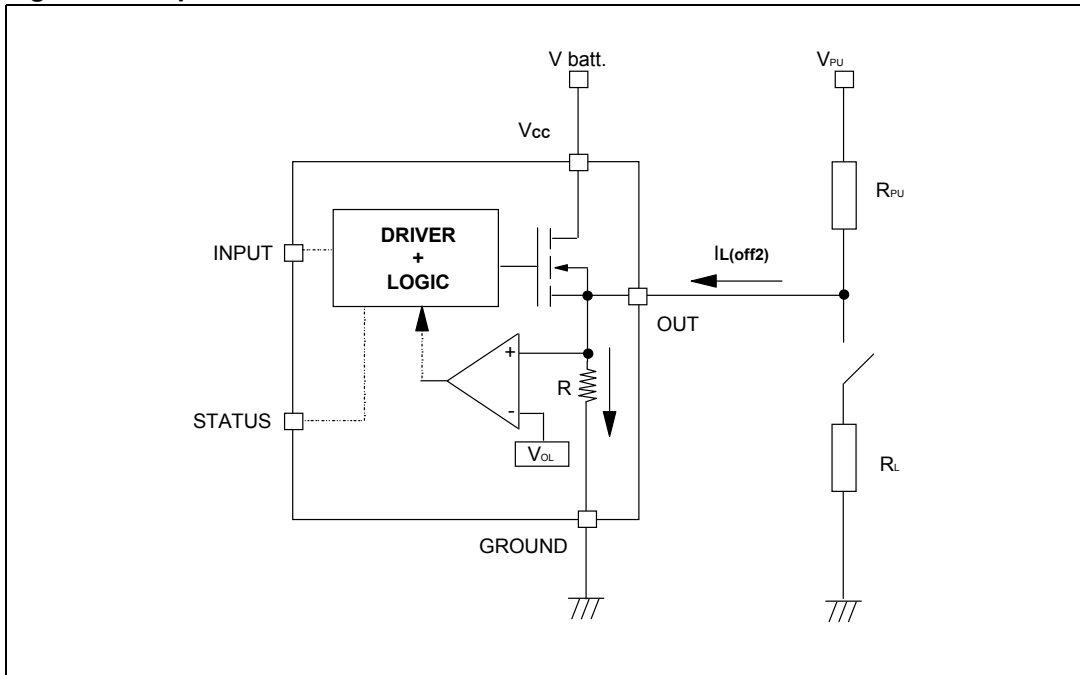 V batt.
VPU
VCC
RPU
DRIVER
+
LOGIC
INPUT
IL(off2)
OUT
+
R
-
STATUS
VOL
RL
GROUND